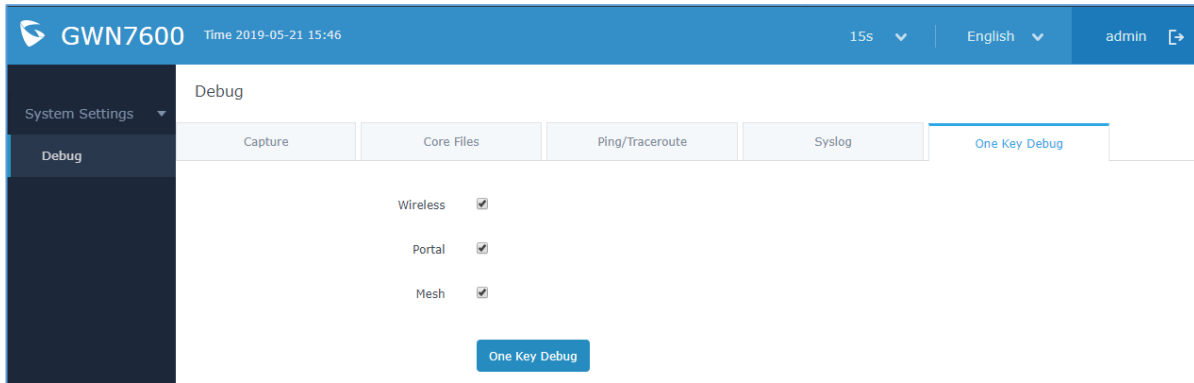 GWN7600 Time 2019-05-21 15:46 15s English admin
Debug
System Settings
Debug
Capture Core Files Ping/Traceroute Syslog One Key Debug
Wireless
Portal
Mesh
One Key Debug